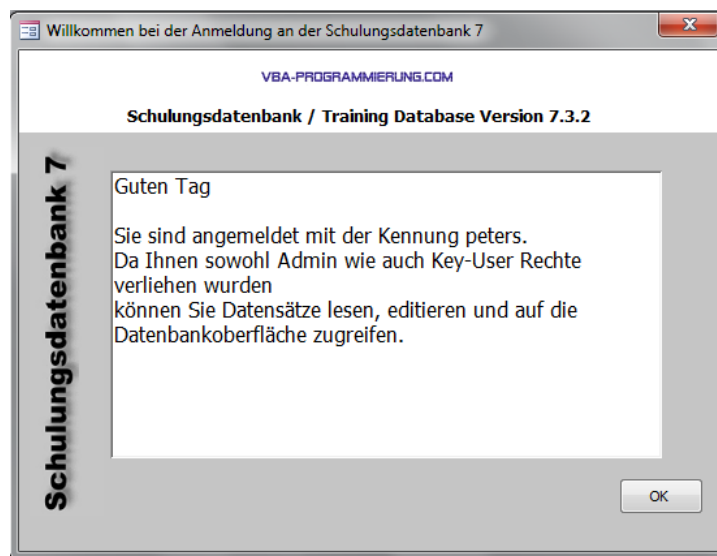 Willkommen bei der Anmeldung an der Schulungsdatenbank 7
VBA-PROGRAMMIERUNG.COM
Schulungsdatenbank / Training Database Version 7.3.2
Schulungsdatenbank 7
Guten Tag
Sie sind angemeldet mit der Kennung peters.
Da Ihnen sowohl Admin wie auch Key-User Rechte
verliehen wurden
können Sie Datensätze lesen, editieren und auf die
Datenbankoberfläche zugreifen.
OK